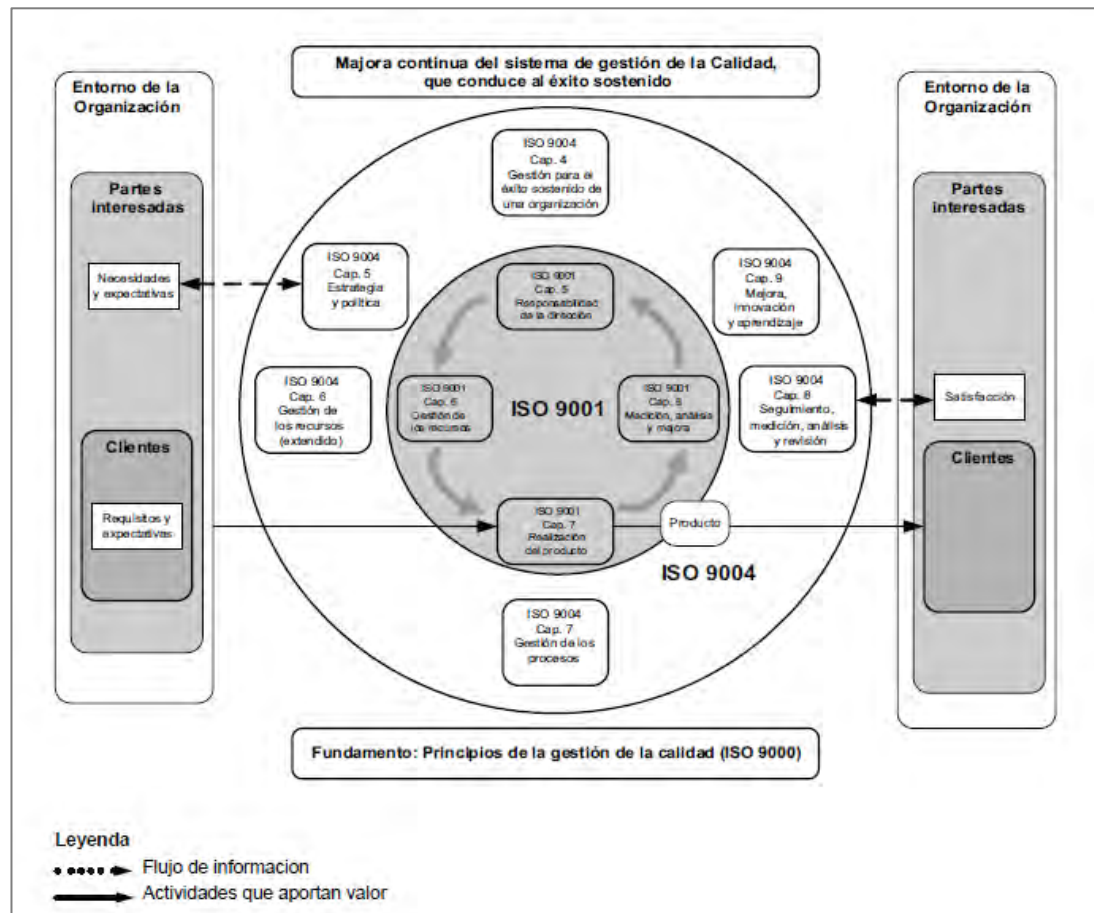 Majora continua del sistema de gestión de la Calidad,
que conduce al éxito sostenido
Entorno de la
Organización
Partes
interesadas
Necesidades
y expectativas
Clientes
Requisitos y
expectativas
ISO 9004
Cap. 4
Gestión para el
éxito sostenido de
una organización
ISO 9004
Cap. 5
Estrategia
y política
ISO 9001
Cap. 5
Responsabilidad
de la dirección
ISO 9004
Cap. 9
Mejora,
innovación
y aprendizaje
ISO 9004
Cap. 6
Gestión de
los recursos
(extendido)
ISO 9001
Cap. 6
Gestión de
los recursos
ISO 9001
ISO 9001
Cap. 8
Medición, análisis
y mejora
ISO 9004
Cap. 8
Seguimiento,
medición, análisis
y revisión
ISO 9001
Cap. 7
Realización
del producto
Producto
ISO 9004
ISO 9004
Cap. 7
Gestión de los
procesos
Entorno de la
Organización
Partes
interesadas
Satisfacción
Clientes
Fundamento: Principios de la gestión de la calidad (ISO 9000)
Leyenda
Flujo de informacion
Actividades que aportan valor